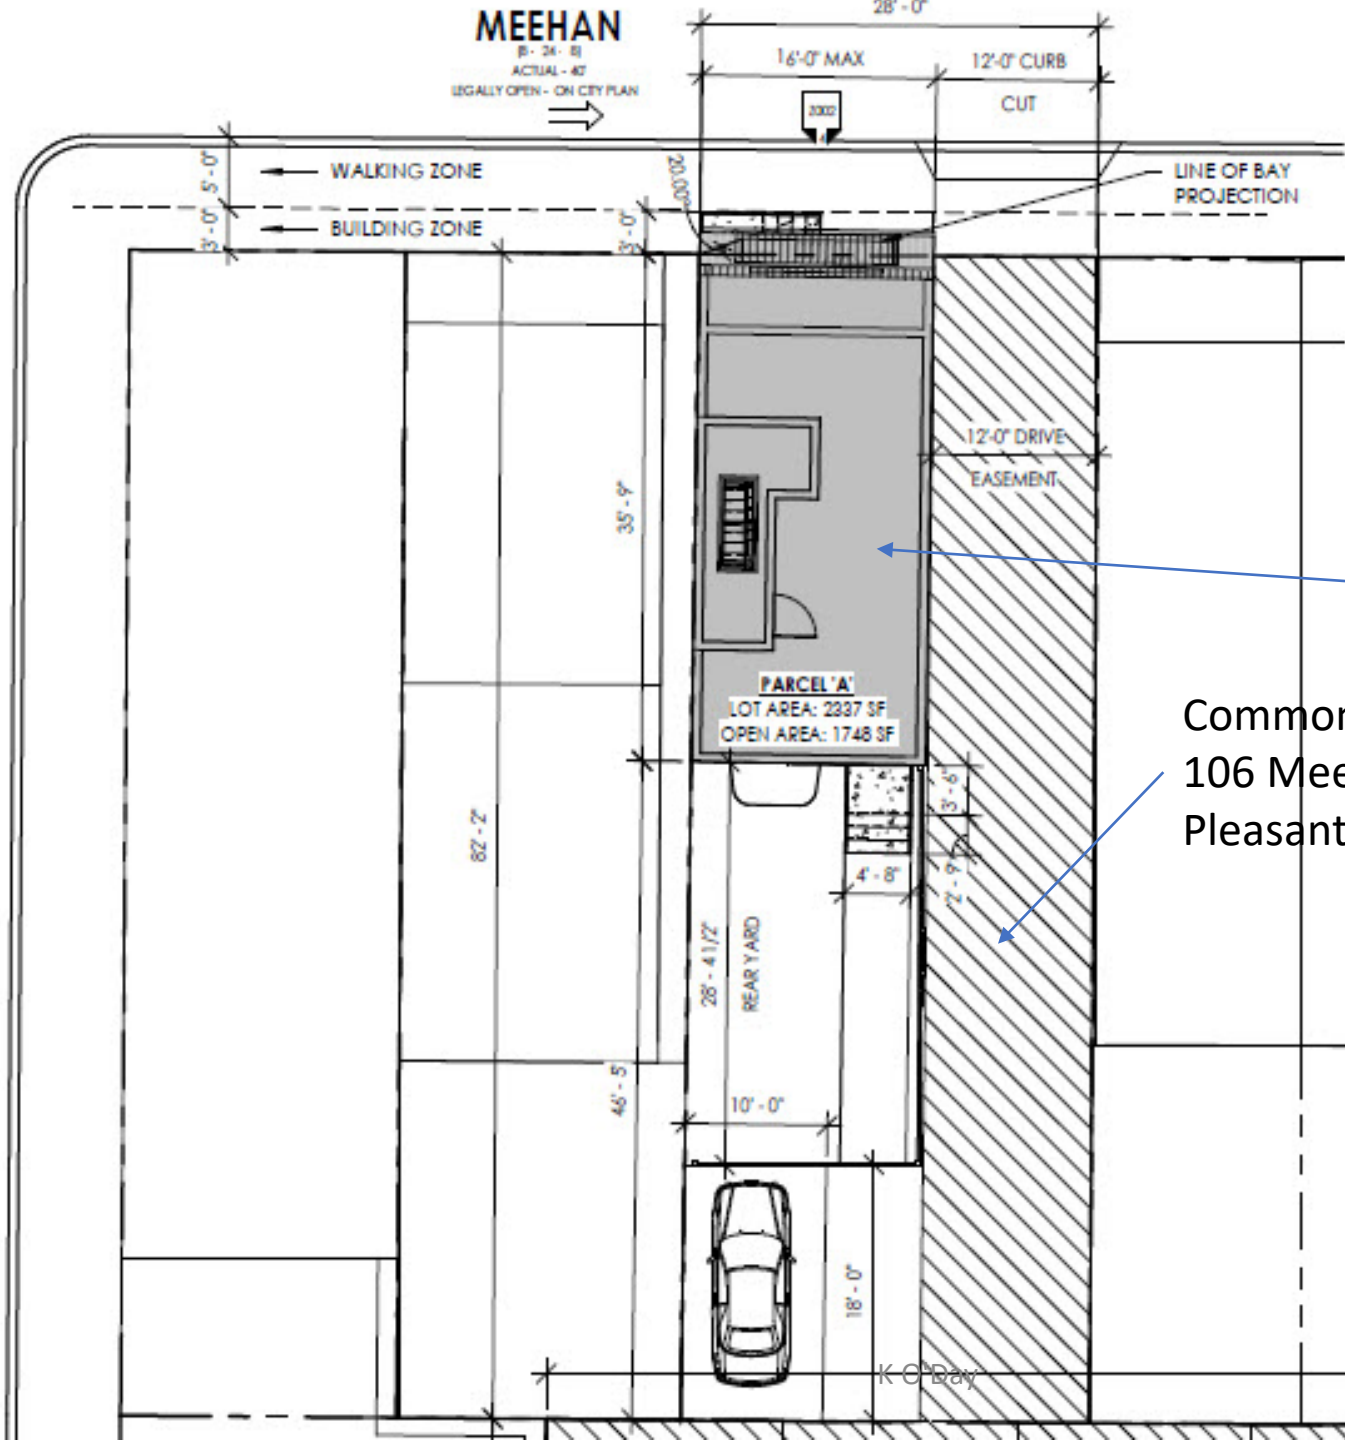 MEEHAN
ACTUAL - 40'
LEGALLY OPEN - ON CITY PLAN
28' - 0"
16'-0" MAX
12'-0" CURB
CUT
WALKING ZONE
BUILDING ZONE
5' - 0"
3' - 0"
20.00°
3' - 0"
LINE OF BAY
PROJECTION
12'-0" DRIVE
EASEMENT
35' - 9"
PARCEL 'A'
LOT AREA: 2337 SF
OPEN AREA: 1748 SF
Common
106 Mee
Pleasant
82' - 2"
3' - 6"
2' - 9"
4' - 8"
28' - 4 1/2"
REAR YARD
46' - 5"
10' - 0"
18' - 0"
K O'Day